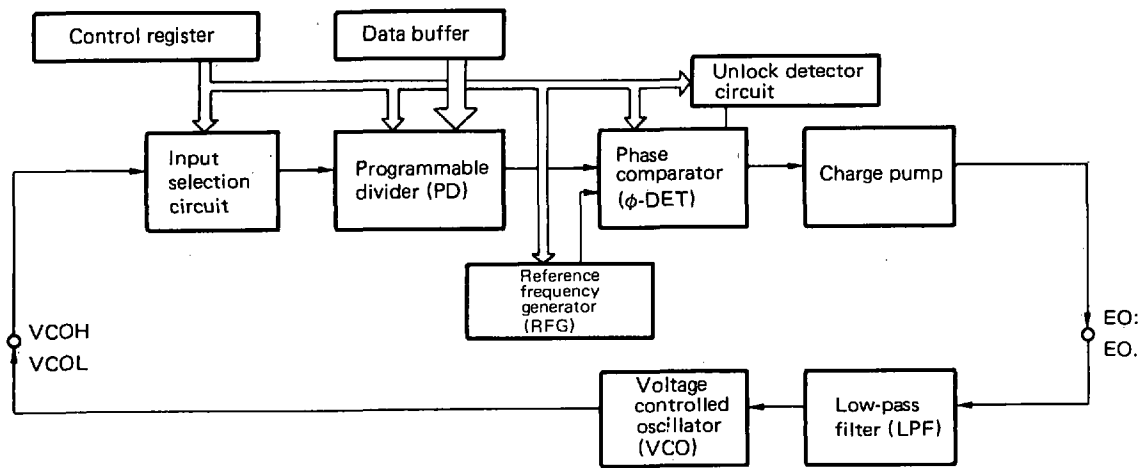 Control register
Data buffer
Unlock detector
circuit
Input
selection
circuit
Programmable
divider (PD)
Phase
comparator
(ϕ-DET)
Charge pump
Reference
frequency
generator
(RFG)
VCOH
VCOL
EO:
EO.
Voltage
controlled
oscillator
(VCO)
Low-pass
filter (LPF)